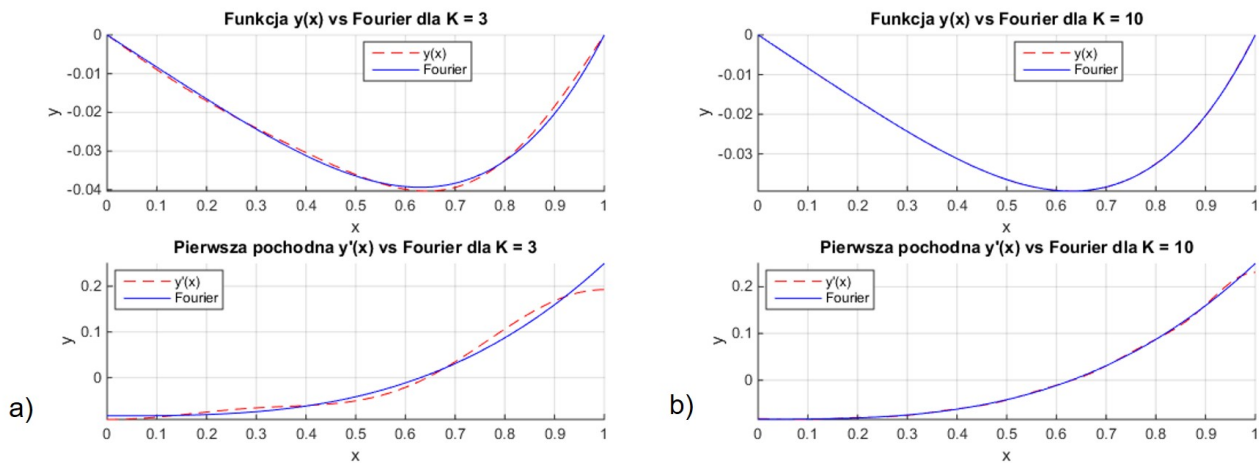 Funkcja y(x) vs Fourier dla K = 3
0
-0.01
-0.02
-0.03
-0.04
y
y(x)
Fourier
0 0.1 0.2 0.3 0.4 0.5 0.6 0.7 0.8 0.9 1
x
Pierwsza pochodna y'(x) vs Fourier dla K = 3
0.2
0.1
0
y
y'(x)
Fourier
0 0.1 0.2 0.3 0.4 0.5 0.6 0.7 0.8 0.9 1
x
a)
Funkcja y(x) vs Fourier dla K = 10
0
-0.01
-0.02
-0.03
y
y(x)
Fourier
0 0.1 0.2 0.3 0.4 0.5 0.6 0.7 0.8 0.9 1
x
Pierwsza pochodna y'(x) vs Fourier dla K = 10
0.2
0.1
0
y
y'(x)
Fourier
0 0.1 0.2 0.3 0.4 0.5 0.6 0.7 0.8 0.9 1
x
b)